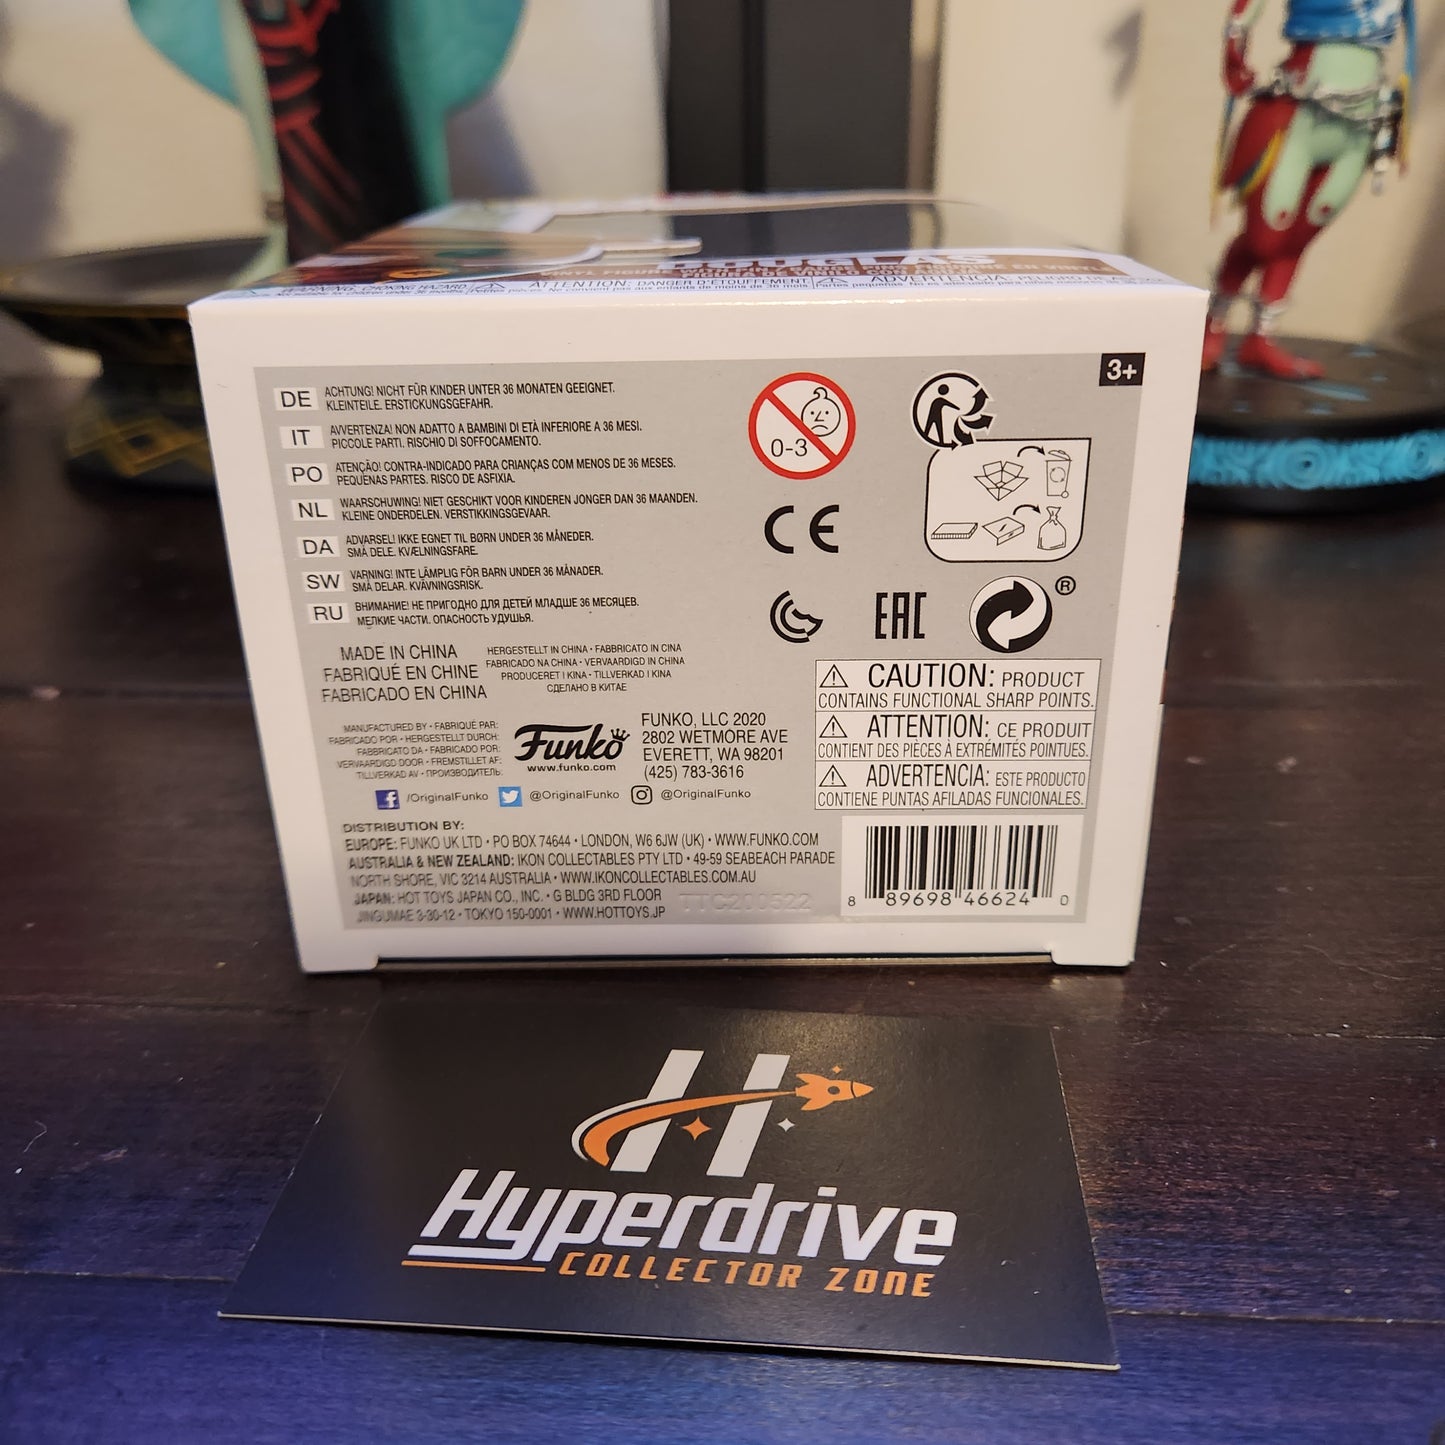 DOUGLAS
WARNING: CHOKING HAZARD
ATTENTION: DANGER D'ÉTOUFFEMENT.
ADVERTENCIA:
3+
DE ACHTUNG! NICHT FÜR KINDER UNTER 36 MONATEN GEEIGNET.
KLEINTEILE. ERSTICKUNGSGEFAHR.
IT AVVERTENZA! NON ADATTO A BAMBINI DI ETÀ INFERIORE A 36 MESI.
PICCOLE PARTI. RISCHIO DI SOFFOCAMENTO.
PO ATENÇÃO! CONTRA-INDICADO PARA CRIANÇAS COM MENOS DE 36 MESES.
PEQUENAS PARTES. RISCO DE ASFIXIA.
NL WAARSCHUWING! NIET GESCHIKT VOOR KINDEREN JONGER DAN 36 MAANDEN.
KLEINE ONDERDELEN. VERSTIKKINGSGEVAAR.
DA ADVARSEL! IKKE EGNET TIL BØRN UNDER 36 MÅNEDER.
SMÅ DELE. KVÆLNINGSFARE.
SW VARNING! INTE LÄMPLIG FÖR BARN UNDER 36 MÅNADER.
SMÅ DELAR. KVÄVNINGSRISK.
RU ВНИМАНИЕ! НЕ ПРИГОДНО ДЛЯ ДЕТЕЙ МЛАДШЕ 36 МЕСЯЦЕВ.
МЕЛКИЕ ЧАСТИ. ОПАСНОСТЬ УДУШЬЯ.
0-3
CE
EAC
®
MADE IN CHINA
FABRIQUÉ EN CHINE
FABRICADO EN CHINA
HERGESTELLT IN CHINA • FABBRICATO IN CINA
FABRICADO NA CHINA • VERVAARDIGD IN CHINA
PRODUCERET I KINA • TILLVERKAD I KINA
СДЕЛАНО В КИТАЕ
MANUFACTURED BY • FABRIQUÉ PAR:
FABRICADO POR • HERGESTELLT DURCH:
FABBRICATO DA • FABRICADO POR:
VERVAARDIGD DOOR • FREMSTILLET AF:
TILLVERKAD AV • ПРОИЗВОДИТЕЛЬ:
Funko
www.funko.com
FUNKO, LLC 2020
2802 WETMORE AVE
EVERETT, WA 98201
(425) 783-3616
/OriginalFunko @OriginalFunko @OriginalFunko
CAUTION: PRODUCT
CONTAINS FUNCTIONAL SHARP POINTS.
ATTENTION: CE PRODUIT
CONTIENT DES PIÈCES À EXTRÉMITÉS POINTUES.
ADVERTENCIA: ESTE PRODUCTO
CONTIENE PUNTAS AFILADAS FUNCIONALES.
DISTRIBUTION BY:
EUROPE: FUNKO UK LTD • PO BOX 74644 • LONDON, W6 6JW (UK) • WWW.FUNKO.COM
AUSTRALIA & NEW ZEALAND: IKON COLLECTABLES PTY LTD • 49-59 SEABEACH PARADE
NORTH SHORE, VIC 3214 AUSTRALIA • WWW.IKONCOLLECTABLES.COM.AU
JAPAN: HOT TOYS JAPAN CO., INC. • G BLDG 3RD FLOOR
JINGUMAE 3-30-12 • TOKYO 150-0001 • WWW.HOTTOYS.JP
TTC200522
8 89698 46624 0
H
Hyperdrive
COLLECTOR ZONE